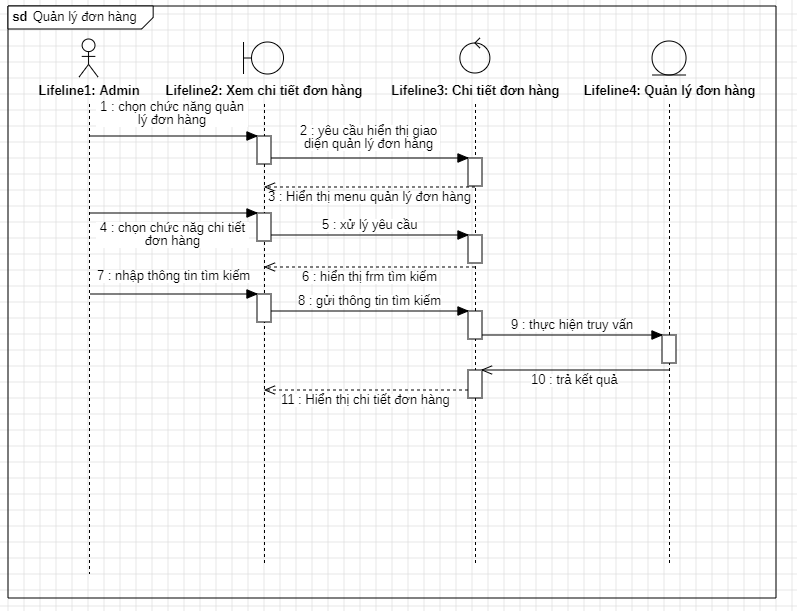 sd Quản lý đơn hàng
Lifeline1: Admin
Lifeline2: Xem chi tiết đơn hàng
Lifeline3: Chi tiết đơn hàng
Lifeline4: Quản lý đơn hàng
1 : chọn chức năng quản
lý đơn hàng
2 : yêu cầu hiển thị giao
diện quản lý đơn hàng
3 : Hiển thị menu quản lý đơn hàng
4 : chọn chức năg chi tiết
đơn hàng
5 : xử lý yêu cầu
6 : hiển thị frm tìm kiếm
7 : nhập thông tin tìm kiếm
8 : gửi thông tin tìm kiếm
9 : thực hiện truy vấn
10 : trả kết quả
11 : Hiển thị chi tiết đơn hàng